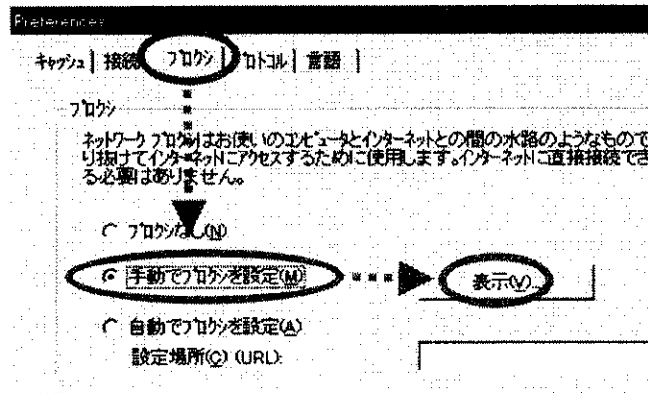 Preferences
キャッシュ 接続 プロキシ プロトコル 言語
プロキシ
ネットワーク プロキシはお使いのコンピュータとインターネットとの間の水路のようなもので
り抜けてインターネットにアクセスするために使用します。インターネットに直接接続でき
る必要はありません。
プロキシなし(N)
手動でプロキシを設定(M) 表示(V)...
自動でプロキシを設定(A)
設定場所(C) (URL):